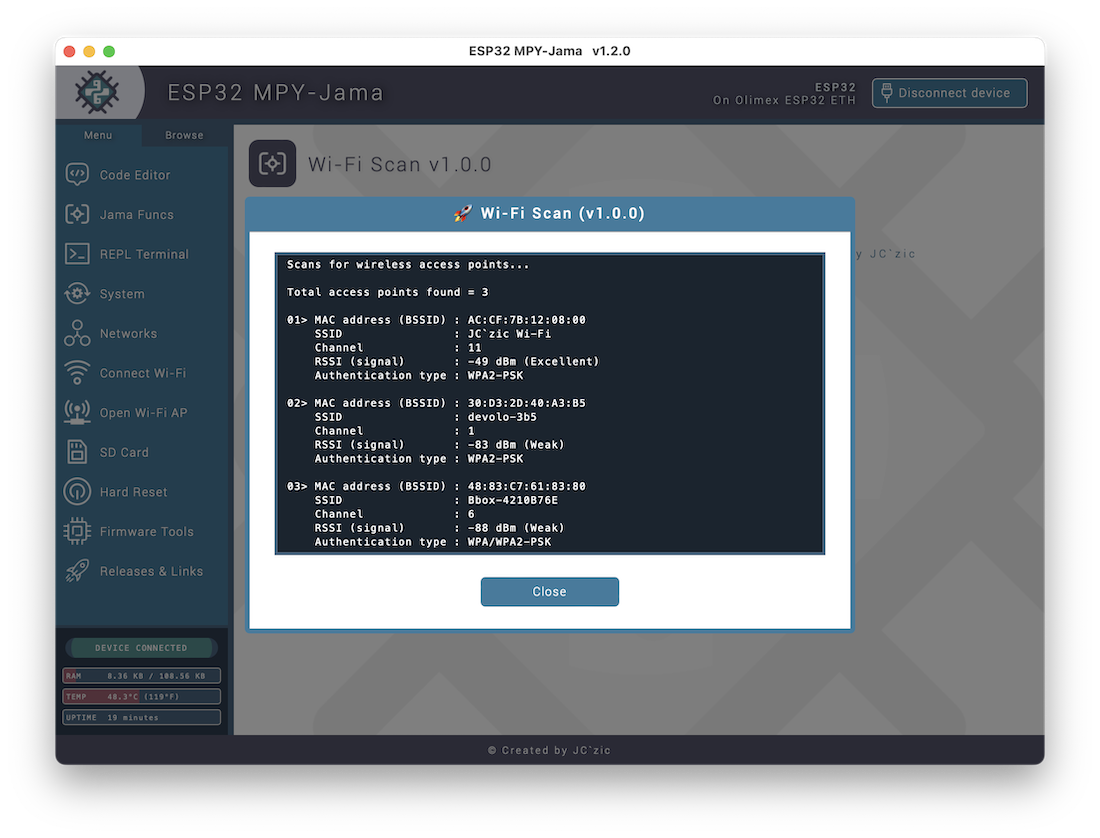 ESP32 MPY-Jama v1.2.0
ESP32 MPY-Jama
ESP32
On Olimex ESP32 ETH
Disconnect device
Menu
Browse
Code Editor
Jama Funcs
REPL Terminal
System
Networks
Connect Wi-Fi
Open Wi-Fi AP
SD Card
Hard Reset
Firmware Tools
Releases & Links
DEVICE CONNECTED
RAM 8.36 KB / 108.56 KB
TEMP 48.3°C (119°F)
UPTIME 19 minutes
Wi-Fi Scan v1.0.0
y JC`zic
🚀 Wi-Fi Scan (v1.0.0)
Scans for wireless access points...
Total access points found = 3
01> MAC address (BSSID) : AC:CF:7B:12:08:00
SSID : JC`zic Wi-Fi
Channel : 11
RSSI (signal) : -49 dBm (Excellent)
Authentication type : WPA2-PSK
02> MAC address (BSSID) : 30:D3:2D:40:A3:B5
SSID : devolo-3b5
Channel : 1
RSSI (signal) : -83 dBm (Weak)
Authentication type : WPA2-PSK
03> MAC address (BSSID) : 48:83:C7:61:83:80
SSID : Bbox-4210B76E
Channel : 6
RSSI (signal) : -88 dBm (Weak)
Authentication type : WPA/WPA2-PSK
Close
© Created by JC`zic